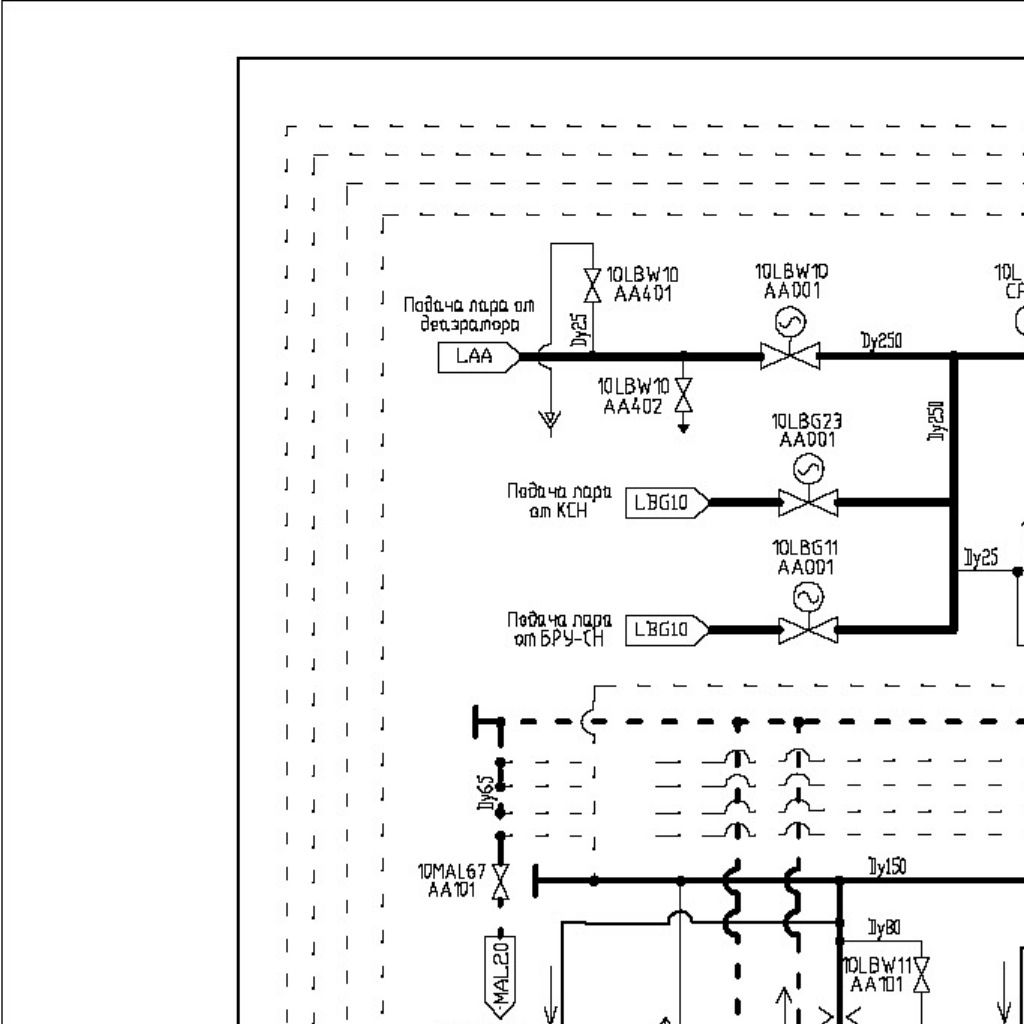 10LBW10
AA401
10LBW10
AA001
10L
CP
Подача пара от
деаэратора
Dy25
LAA
Dy250
10LBW10
AA402
Dy250
10LBG23
AA001
Подача пара
от КСН
LBG10
10LBG11
AA001
Dy25
Подача пара
от БРУ-СН
LBG10
Dy65
10MAL67
AA101
Dy150
Dy80
MAL20
10LBW11
AA101